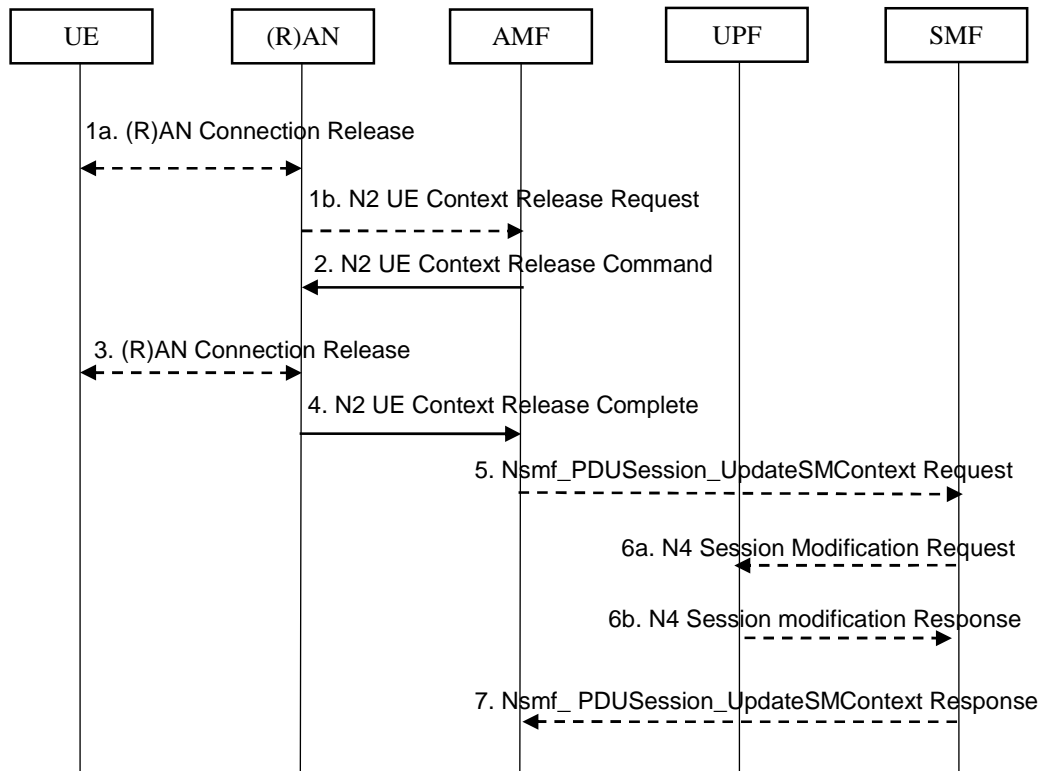 UE
(R)AN
AMF
UPF
SMF
1a. (R)AN Connection Release
1b. N2 UE Context Release Request
2. N2 UE Context Release Command
3. (R)AN Connection Release
4. N2 UE Context Release Complete
5. Nsmf_PDUSession_UpdateSMContext Request
6a. N4 Session Modification Request
6b. N4 Session modification Response
7. Nsmf_ PDUSession_UpdateSMContext Response